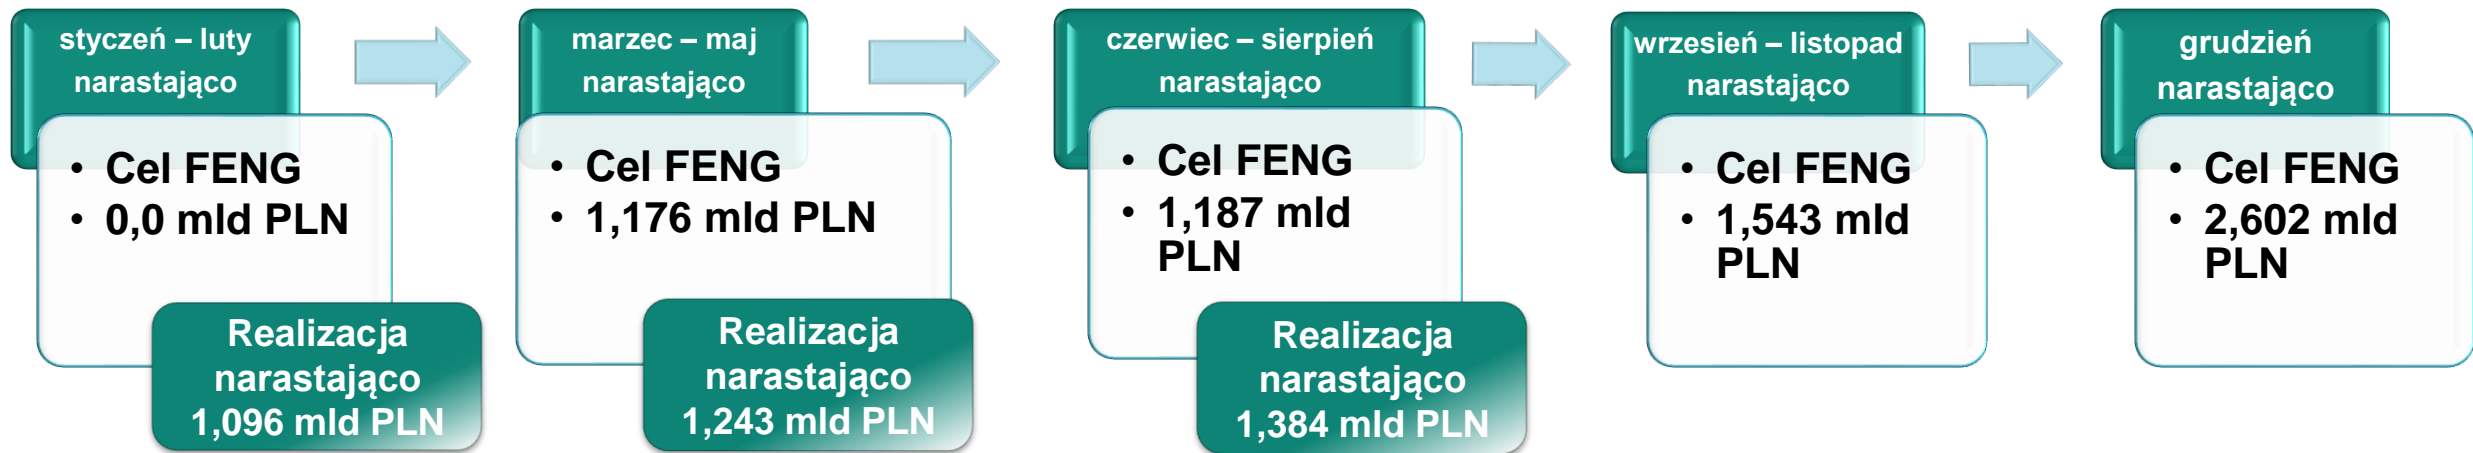 styczeń – luty
narastająco
• Cel FENG
• 0,0 mld PLN
Realizacja
narastająco
1,096 mld PLN
marzec – maj
narastająco
• Cel FENG
• 1,176 mld PLN
Realizacja
narastająco
1,243 mld PLN
czerwiec – sierpień
narastająco
• Cel FENG
• 1,187 mld
PLN
Realizacja
narastająco
1,384 mld PLN
wrzesień – listopad
narastająco
• Cel FENG
• 1,543 mld
PLN
grudzień
narastająco
• Cel FENG
• 2,602 mld
PLN